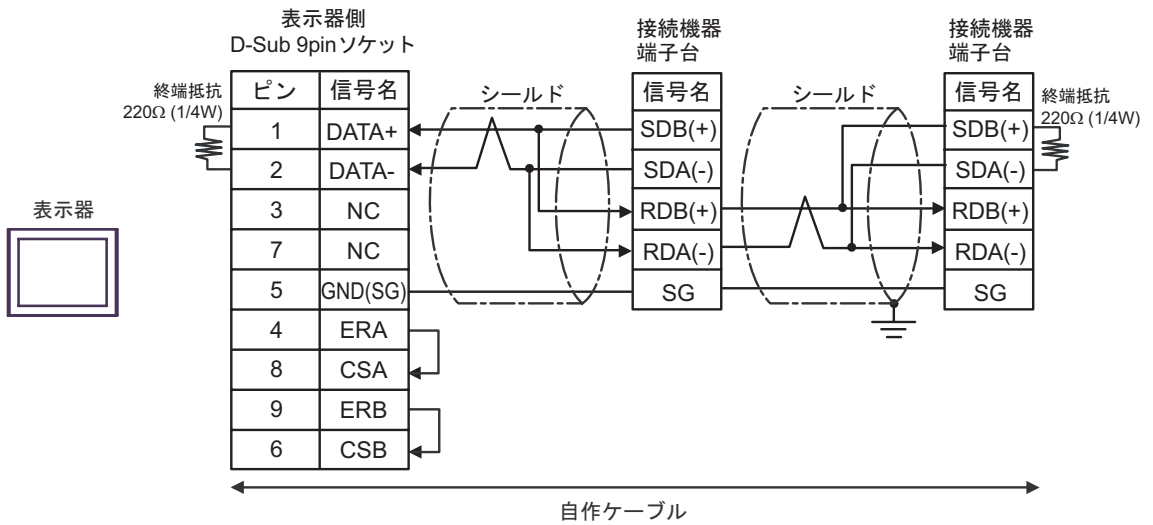 表示器側
D-Sub 9pinソケット
接続機器
端子台
接続機器
端子台
終端抵抗
220Ω (1/4W)
ピン 信号名
シールド
信号名
シールド
信号名
終端抵抗
220Ω (1/4W)
1 DATA+ SDB(+) SDB(+)
2 DATA- SDA(-) SDA(-)
表示器
3 NC RDB(+) RDB(+)
7 NC RDA(-) RDA(-)
5 GND(SG) SG SG
4 ERA
8 CSA
9 ERB
6 CSB
自作ケーブル